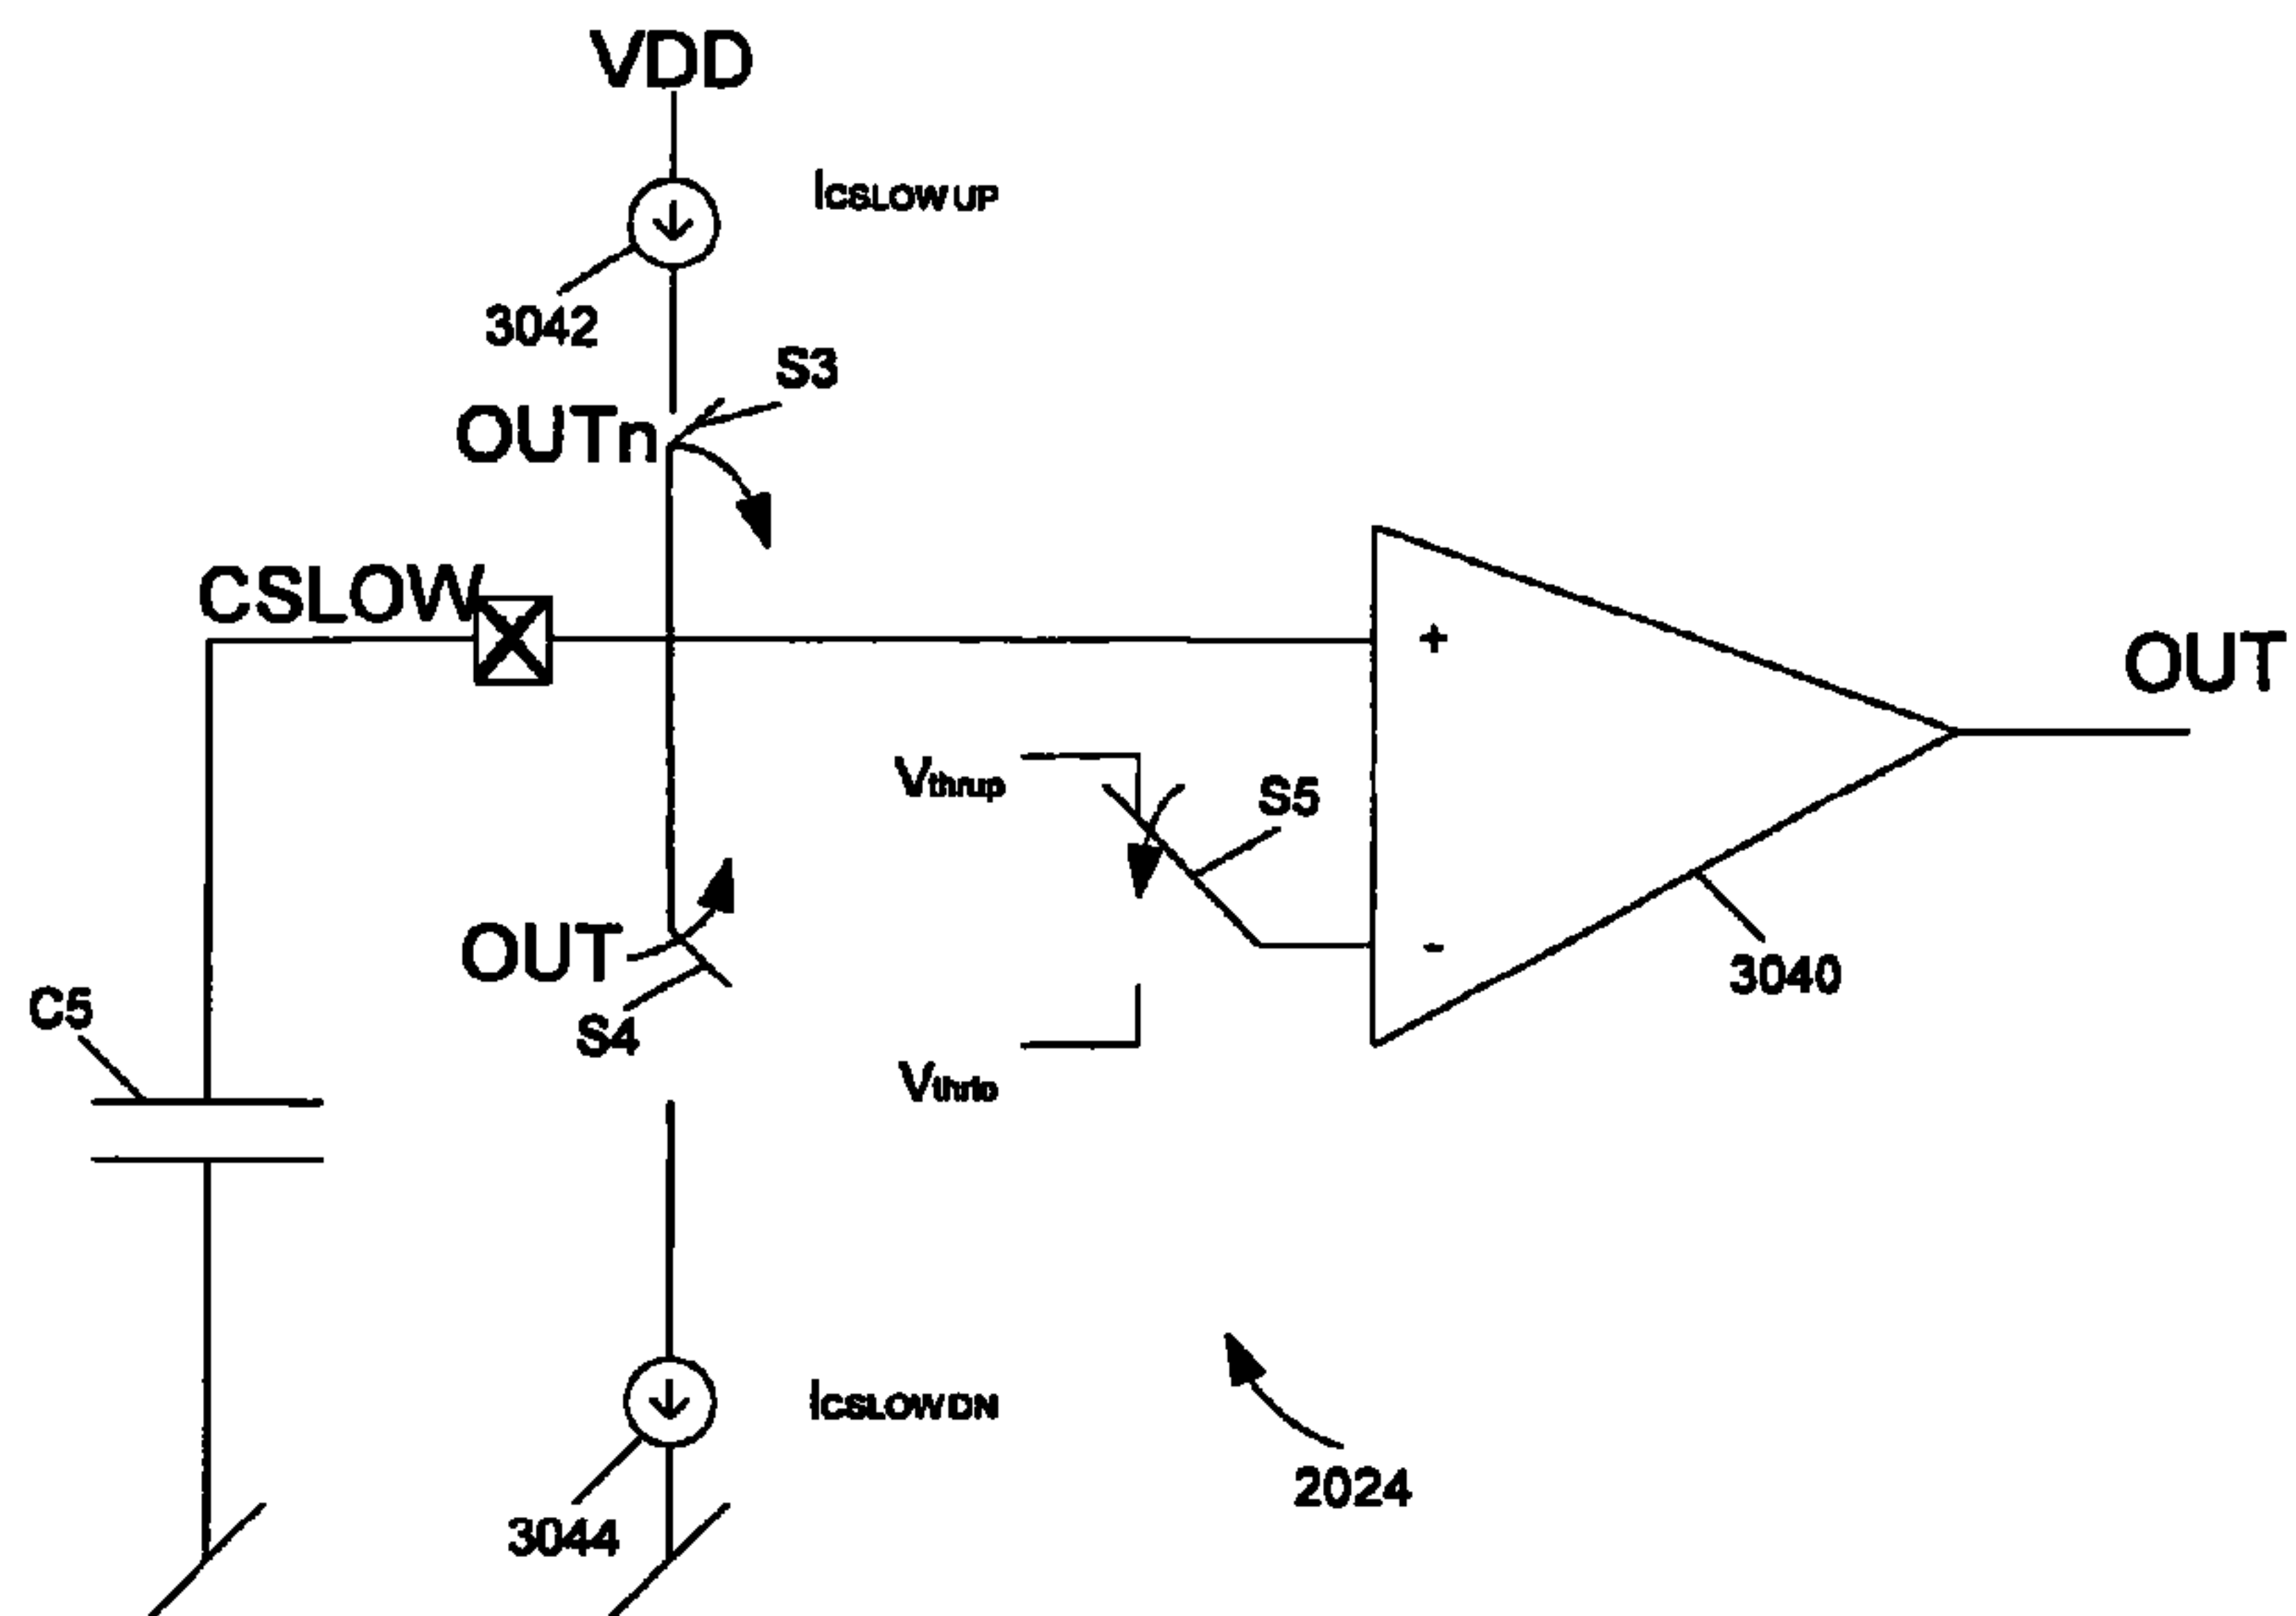 VDD
ICSLOW UP
3042
S3
OUTn
CSLOW
+
OUT
Vthrup
S5
OUT
-
3040
C5
S4
Vthrlo
ICSLOW DN
2024
3044